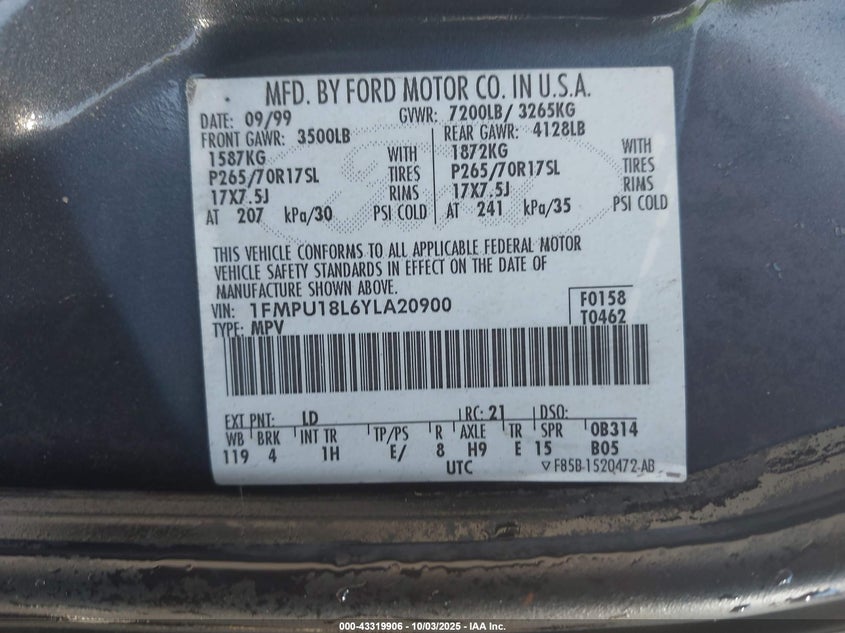 MFD. BY FORD MOTOR CO. IN U.S.A.
DATE: 09/99 GVWR: 7200LB/ 3265KG
FRONT GAWR: 3500LB REAR GAWR: 4128LB
1587KG WITH 1872KG WITH
P265/70R17SL TIRES P265/70R17SL TIRES
17X7.5J RIMS 17X7.5J RIMS
AT 207 kPa/30 PSI COLD AT 241 kPa/35 PSI COLD
THIS VEHICLE CONFORMS TO ALL APPLICABLE FEDERAL MOTOR
VEHICLE SAFETY STANDARDS IN EFFECT ON THE DATE OF
MANUFACTURE SHOWN ABOVE.
VIN: 1FMPU18L6YLA20900 F0158
TYPE: MPV T0462
EXT PNT: LD RC: 21 DSO:
WB BRK INT TR TP/PS R AXLE TR SPR 0B314
119 4 1H E/ 8 H9 E 15 B05
UTC ▽ F85B-1520472-AB
000-43319906 - 10/03/2025 - IAA Inc.